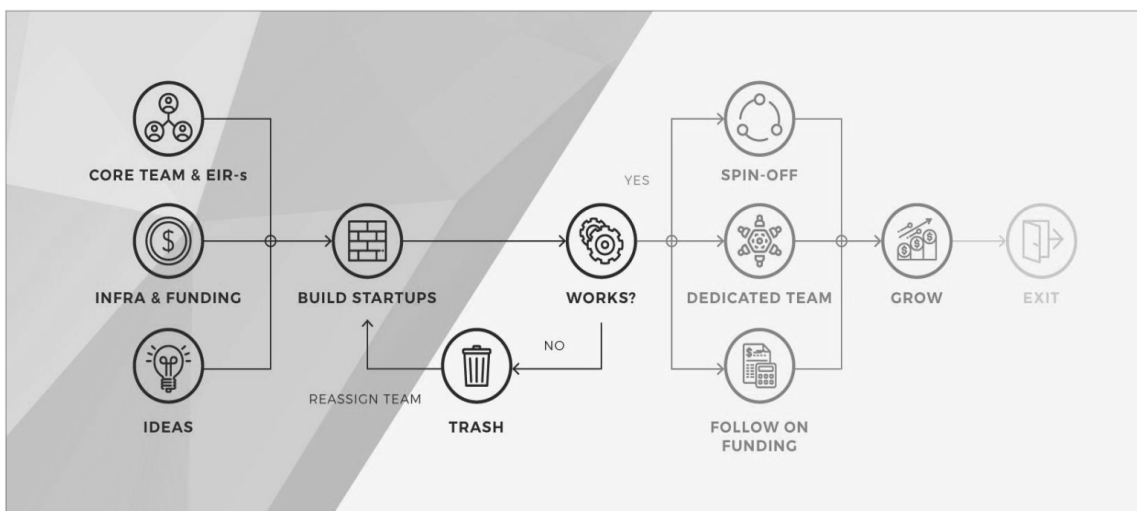 CORE TEAM & EIR-s
INFRA & FUNDING
IDEAS
BUILD STARTUPS
REASSIGN TEAM
TRASH
NO
WORKS?
YES
SPIN-OFF
DEDICATED TEAM
FOLLOW ON
FUNDING
GROW
EXIT